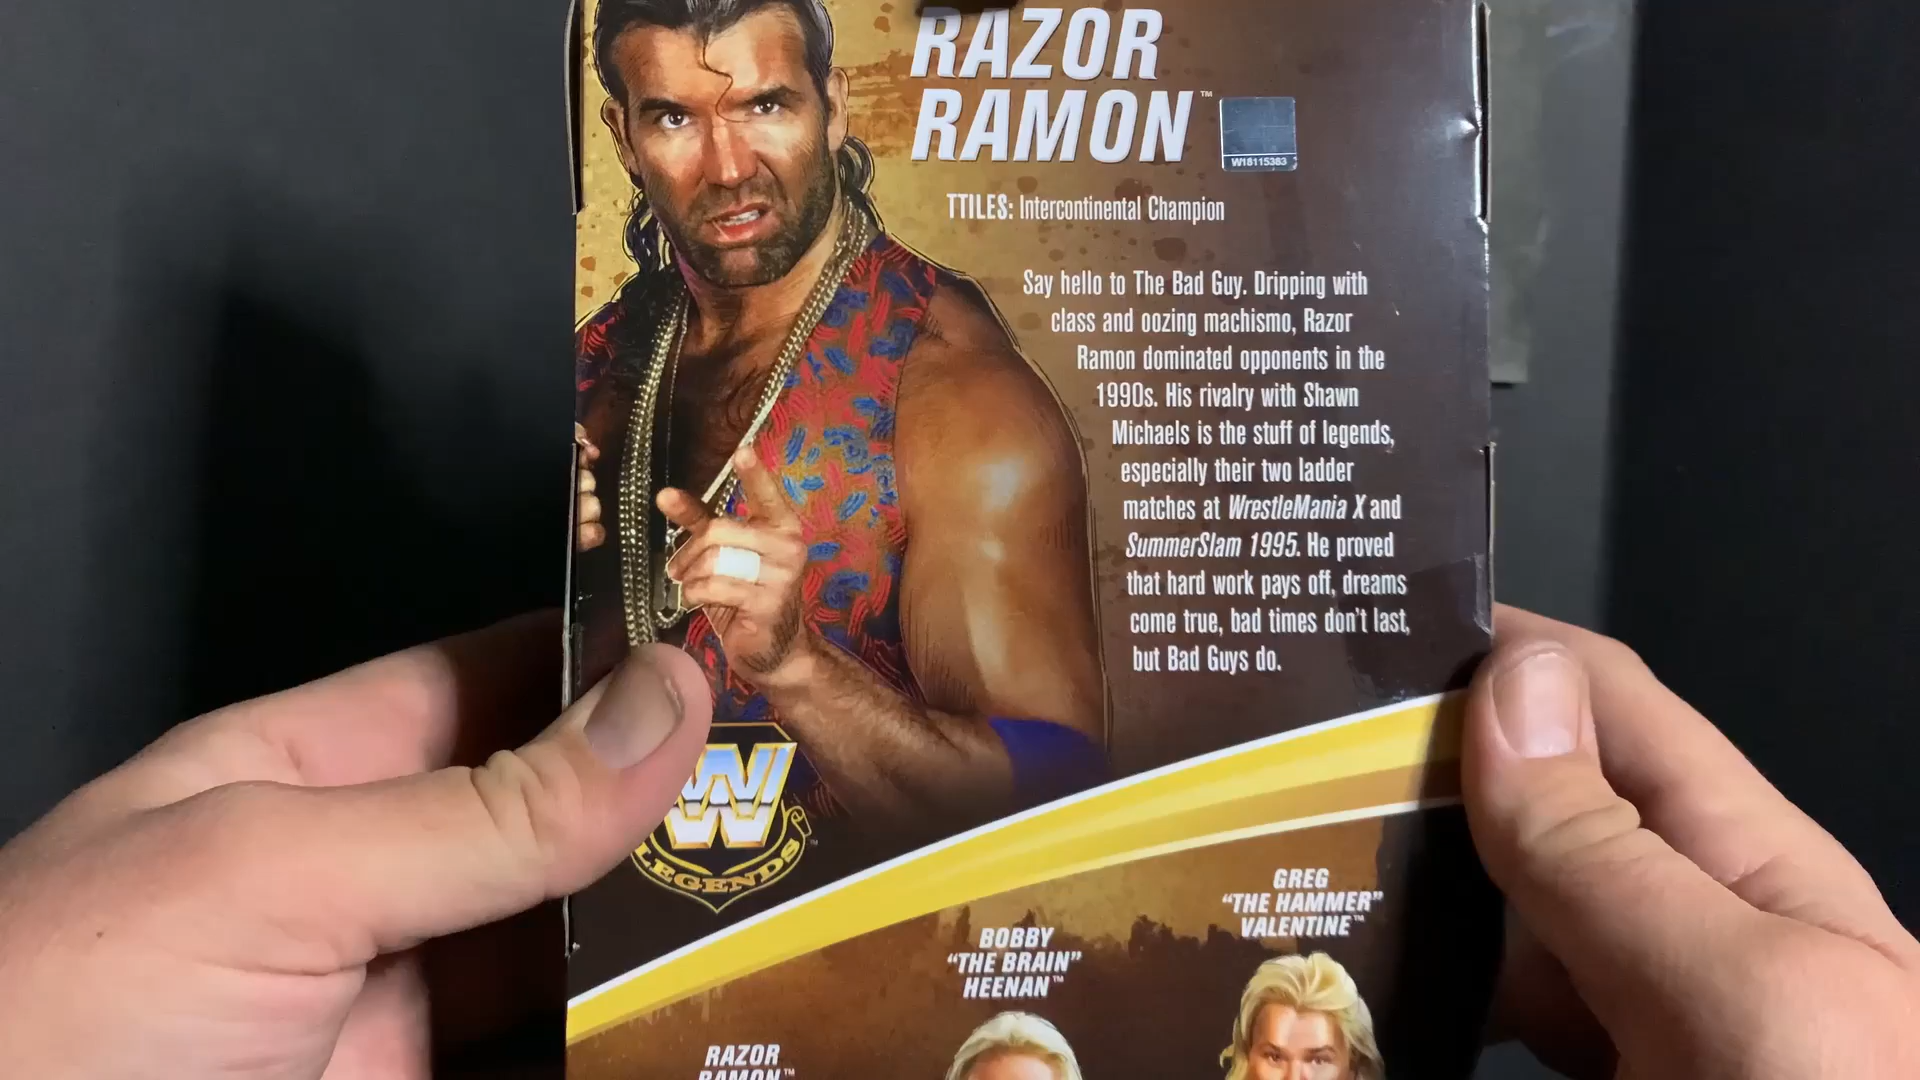 RAZOR
RAMON™
W18115383
TTILES: Intercontinental Champion
Say hello to The Bad Guy. Dripping with
class and oozing machismo, Razor
Ramon dominated opponents in the
1990s. His rivalry with Shawn
Michaels is the stuff of legends,
especially their two ladder
matches at WrestleMania X and
SummerSlam 1995. He proved
that hard work pays off, dreams
come true, bad times don't last,
but Bad Guys do.
W
LEGENDS™
GREG
"THE HAMMER"
VALENTINE™
BOBBY
"THE BRAIN"
HEENAN™
RAZOR
RAMON™